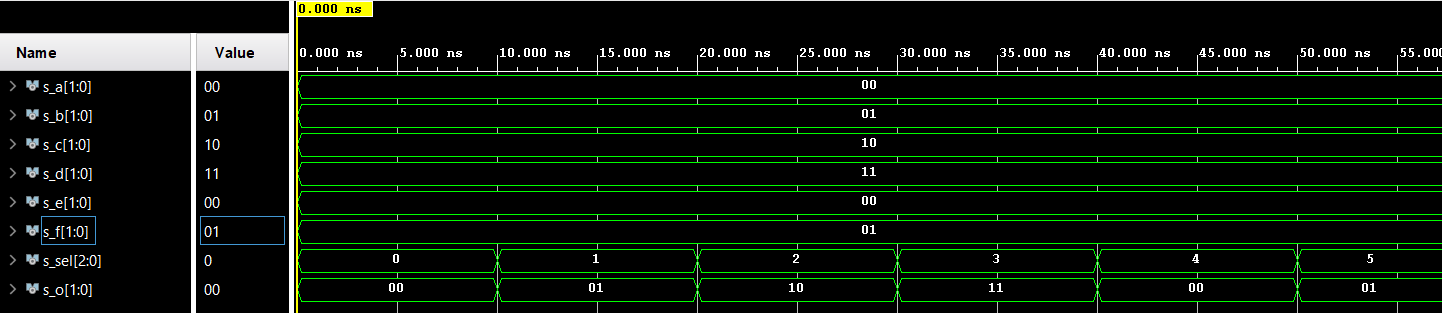 0.000 ns
Name Value 0.000 ns 5.000 ns 10.000 ns 15.000 ns 20.000 ns 25.000 ns 30.000 ns 35.000 ns 40.000 ns 45.000 ns 50.000 ns 55.000
s_a[1:0] 00 00
s_b[1:0] 01 01
s_c[1:0] 10 10
s_d[1:0] 11 11
s_e[1:0] 00 00
s_f[1:0] 01 01
s_sel[2:0] 0 0 1 2 3 4 5
s_o[1:0] 00 00 01 10 11 00 01